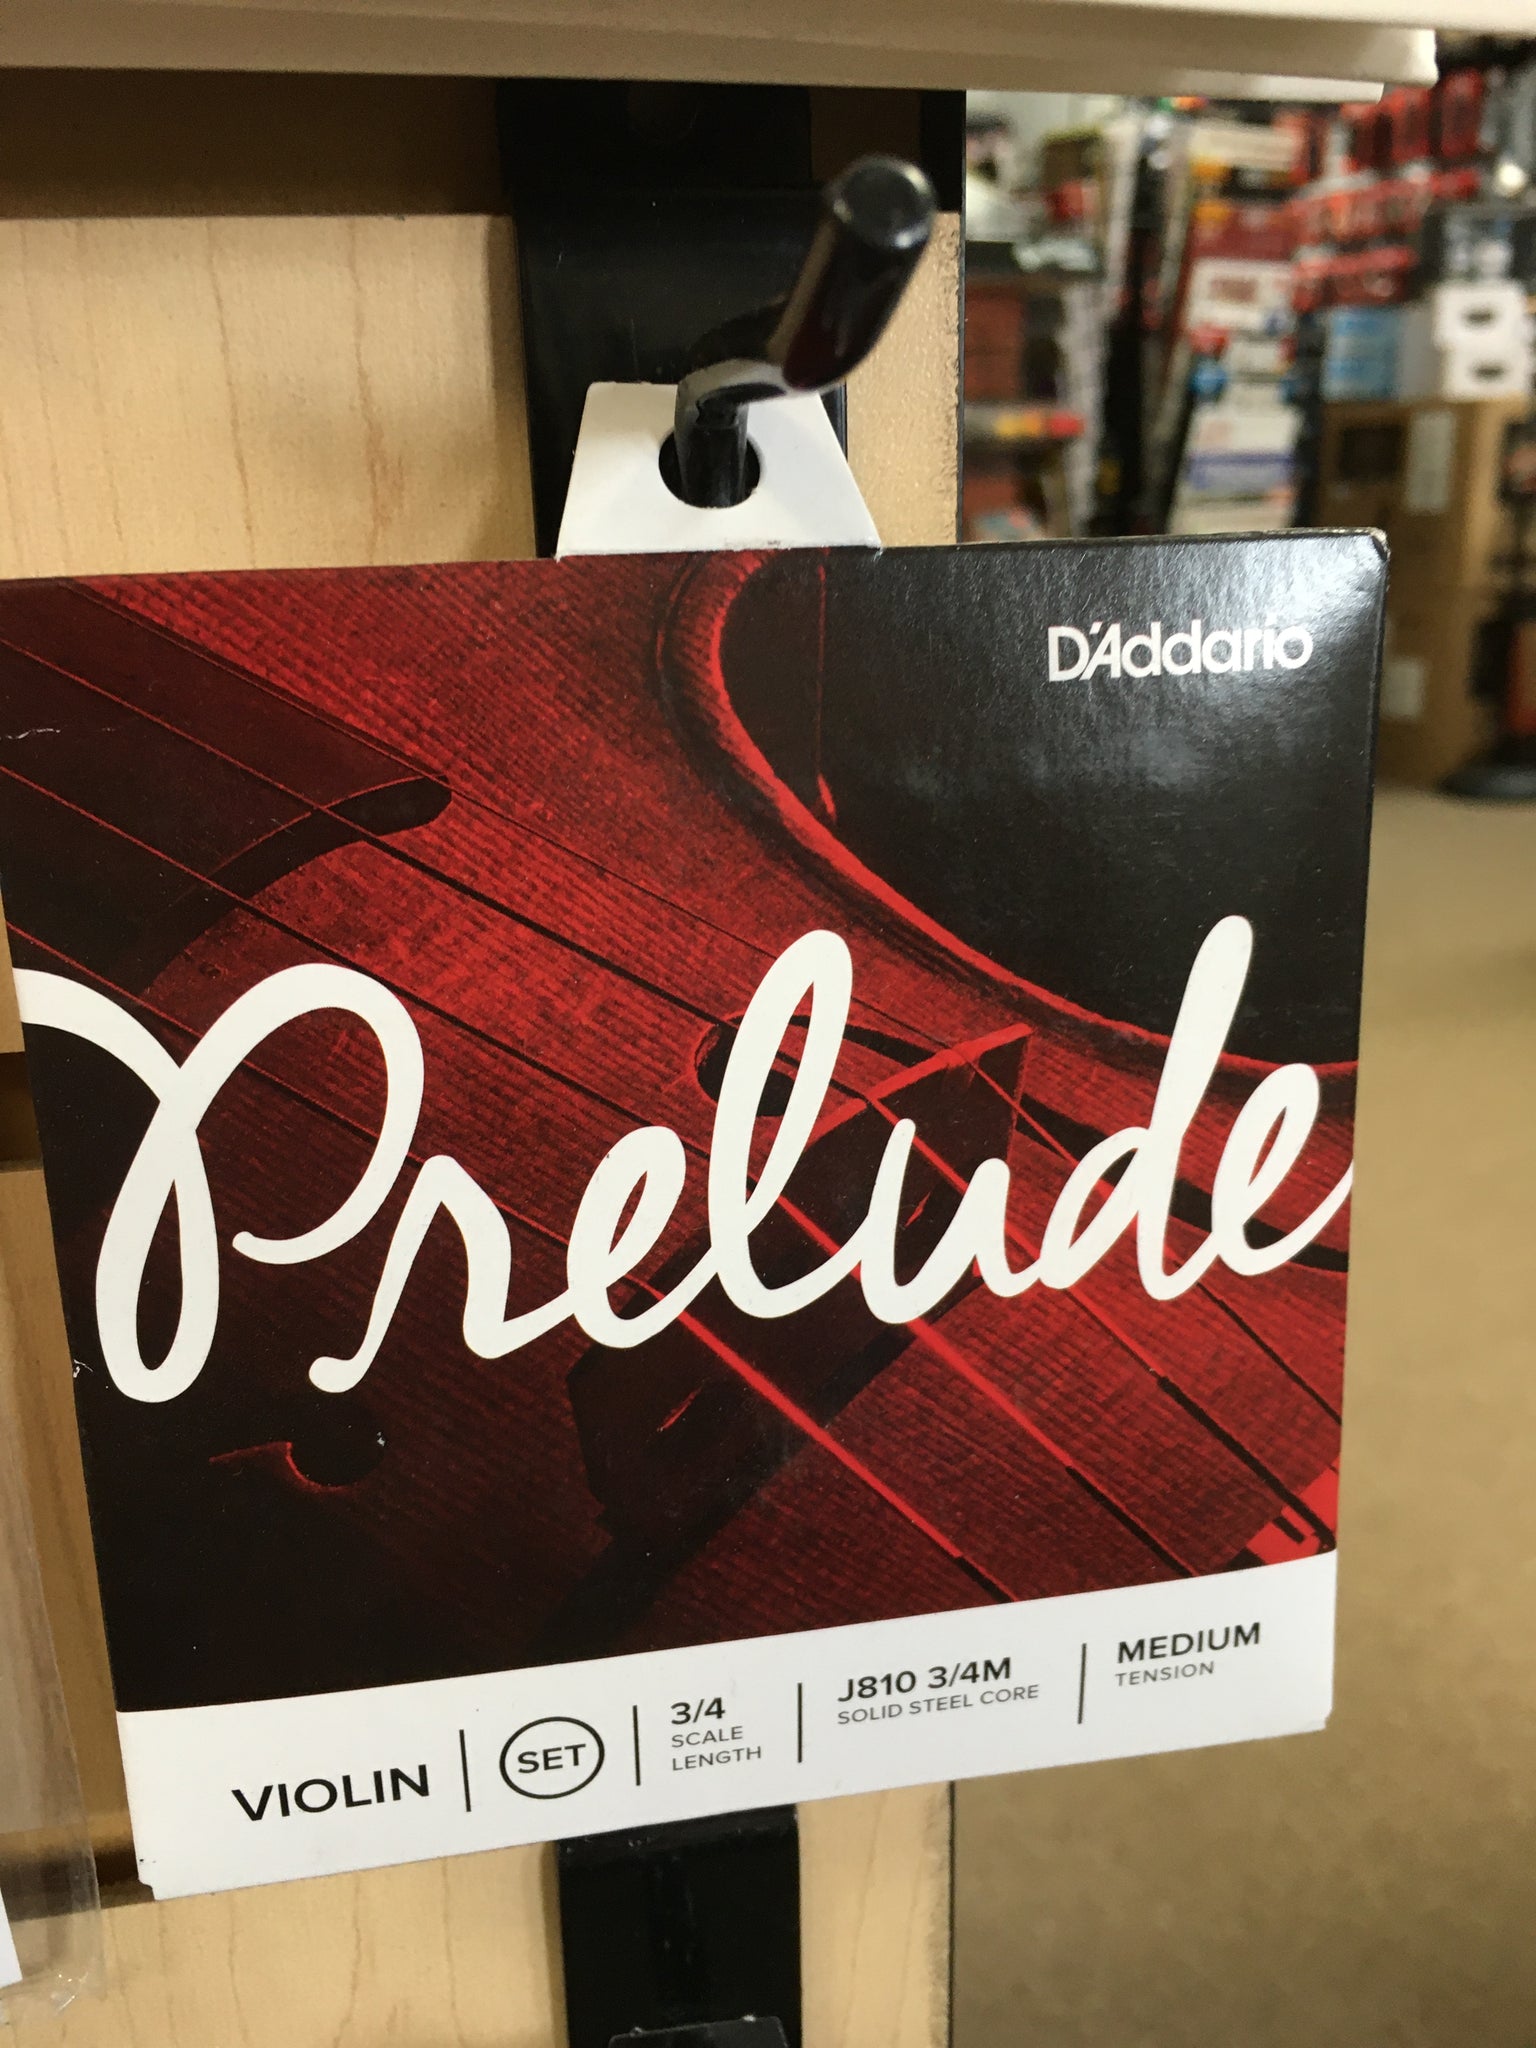 D'Addario
Prelude
VIOLIN
SET
3/4
SCALE
LENGTH
J810 3/4M
SOLID STEEL CORE
MEDIUM
TENSION